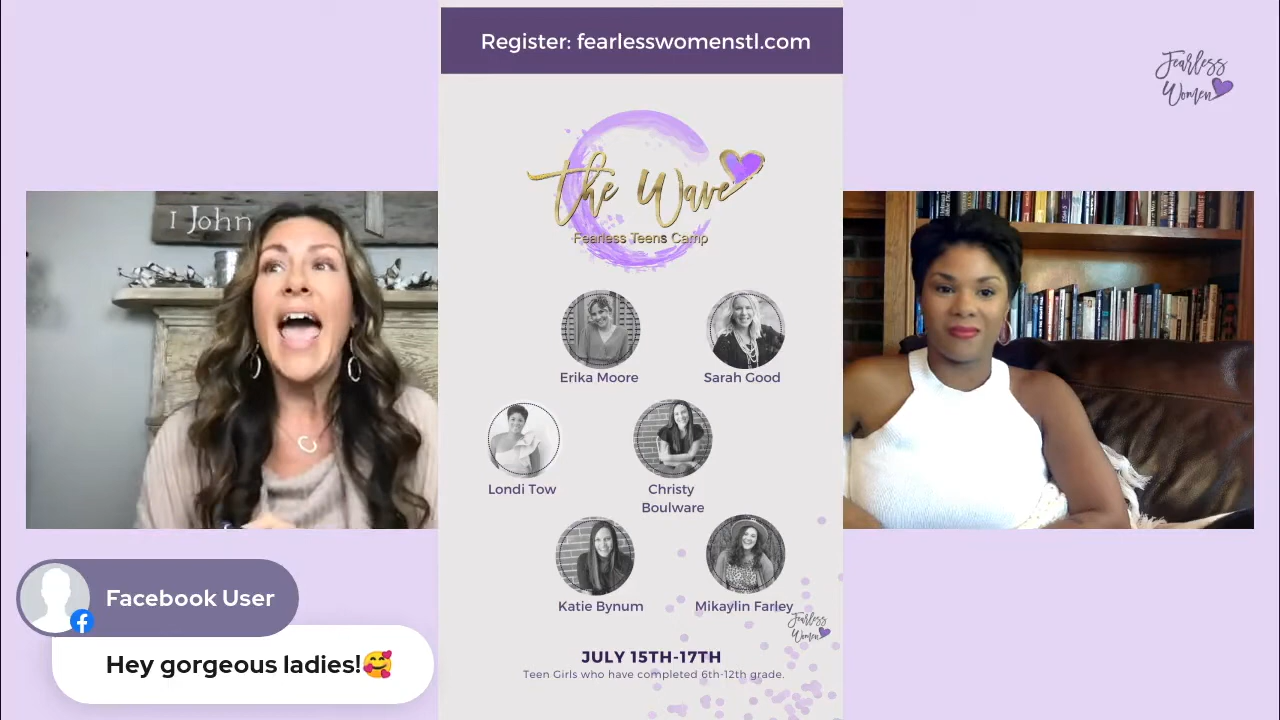 Register: fearlesswomenstl.com
Fearless
Women
the Wave
Fearless Teens Camp
I John
Erika Moore
Sarah Good
Londi Tow
Christy
Boulware
Katie Bynum
Mikaylin Farley
Fearless
Women
JULY 15TH-17TH
Teen Girls who have completed 6th-12th grade.
Facebook User
Hey gorgeous ladies!🥰